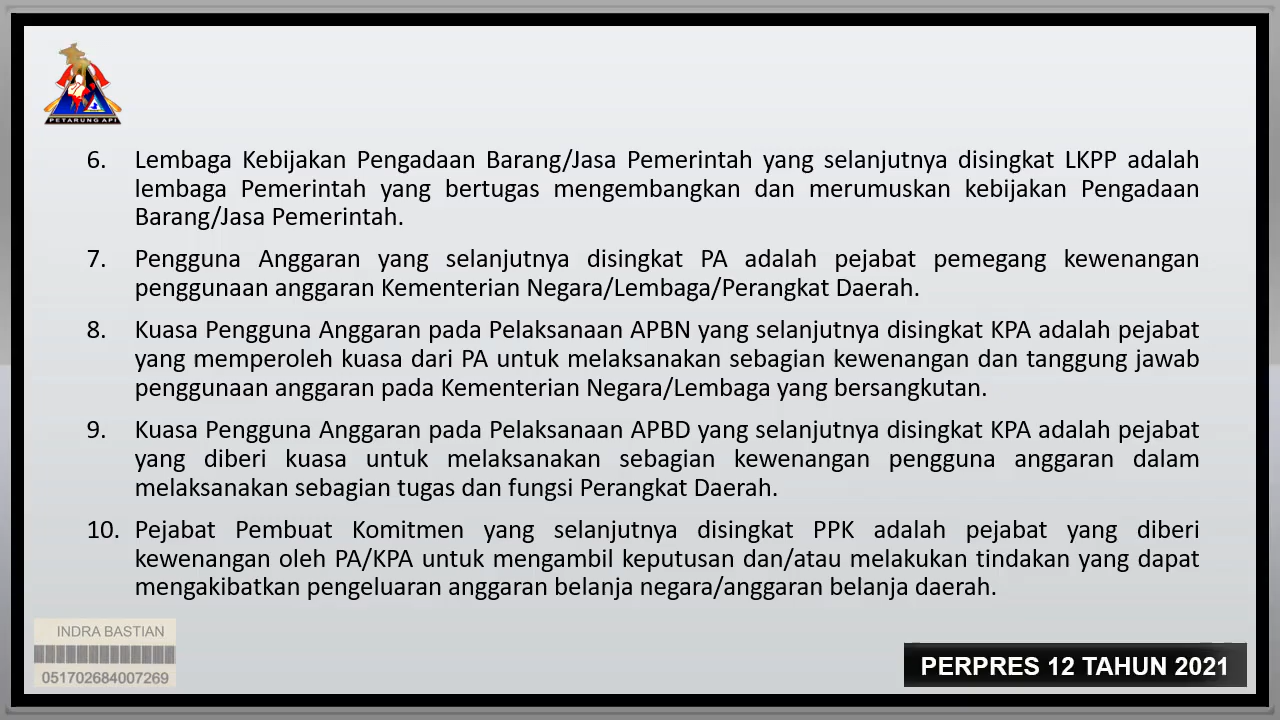 PETARUNG API
6. Lembaga Kebijakan Pengadaan Barang/Jasa Pemerintah yang selanjutnya disingkat LKPP adalah
lembaga Pemerintah yang bertugas mengembangkan dan merumuskan kebijakan Pengadaan
Barang/Jasa Pemerintah.
7. Pengguna Anggaran yang selanjutnya disingkat PA adalah pejabat pemegang kewenangan
penggunaan anggaran Kementerian Negara/Lembaga/Perangkat Daerah.
8. Kuasa Pengguna Anggaran pada Pelaksanaan APBN yang selanjutnya disingkat KPA adalah pejabat
yang memperoleh kuasa dari PA untuk melaksanakan sebagian kewenangan dan tanggung jawab
penggunaan anggaran pada Kementerian Negara/Lembaga yang bersangkutan.
9. Kuasa Pengguna Anggaran pada Pelaksanaan APBD yang selanjutnya disingkat KPA adalah pejabat
yang diberi kuasa untuk melaksanakan sebagian kewenangan pengguna anggaran dalam
melaksanakan sebagian tugas dan fungsi Perangkat Daerah.
10. Pejabat Pembuat Komitmen yang selanjutnya disingkat PPK adalah pejabat yang diberi
kewenangan oleh PA/KPA untuk mengambil keputusan dan/atau melakukan tindakan yang dapat
mengakibatkan pengeluaran anggaran belanja negara/anggaran belanja daerah.
INDRA BASTIAN
051702684007269
PERPRES 12 TAHUN 2021